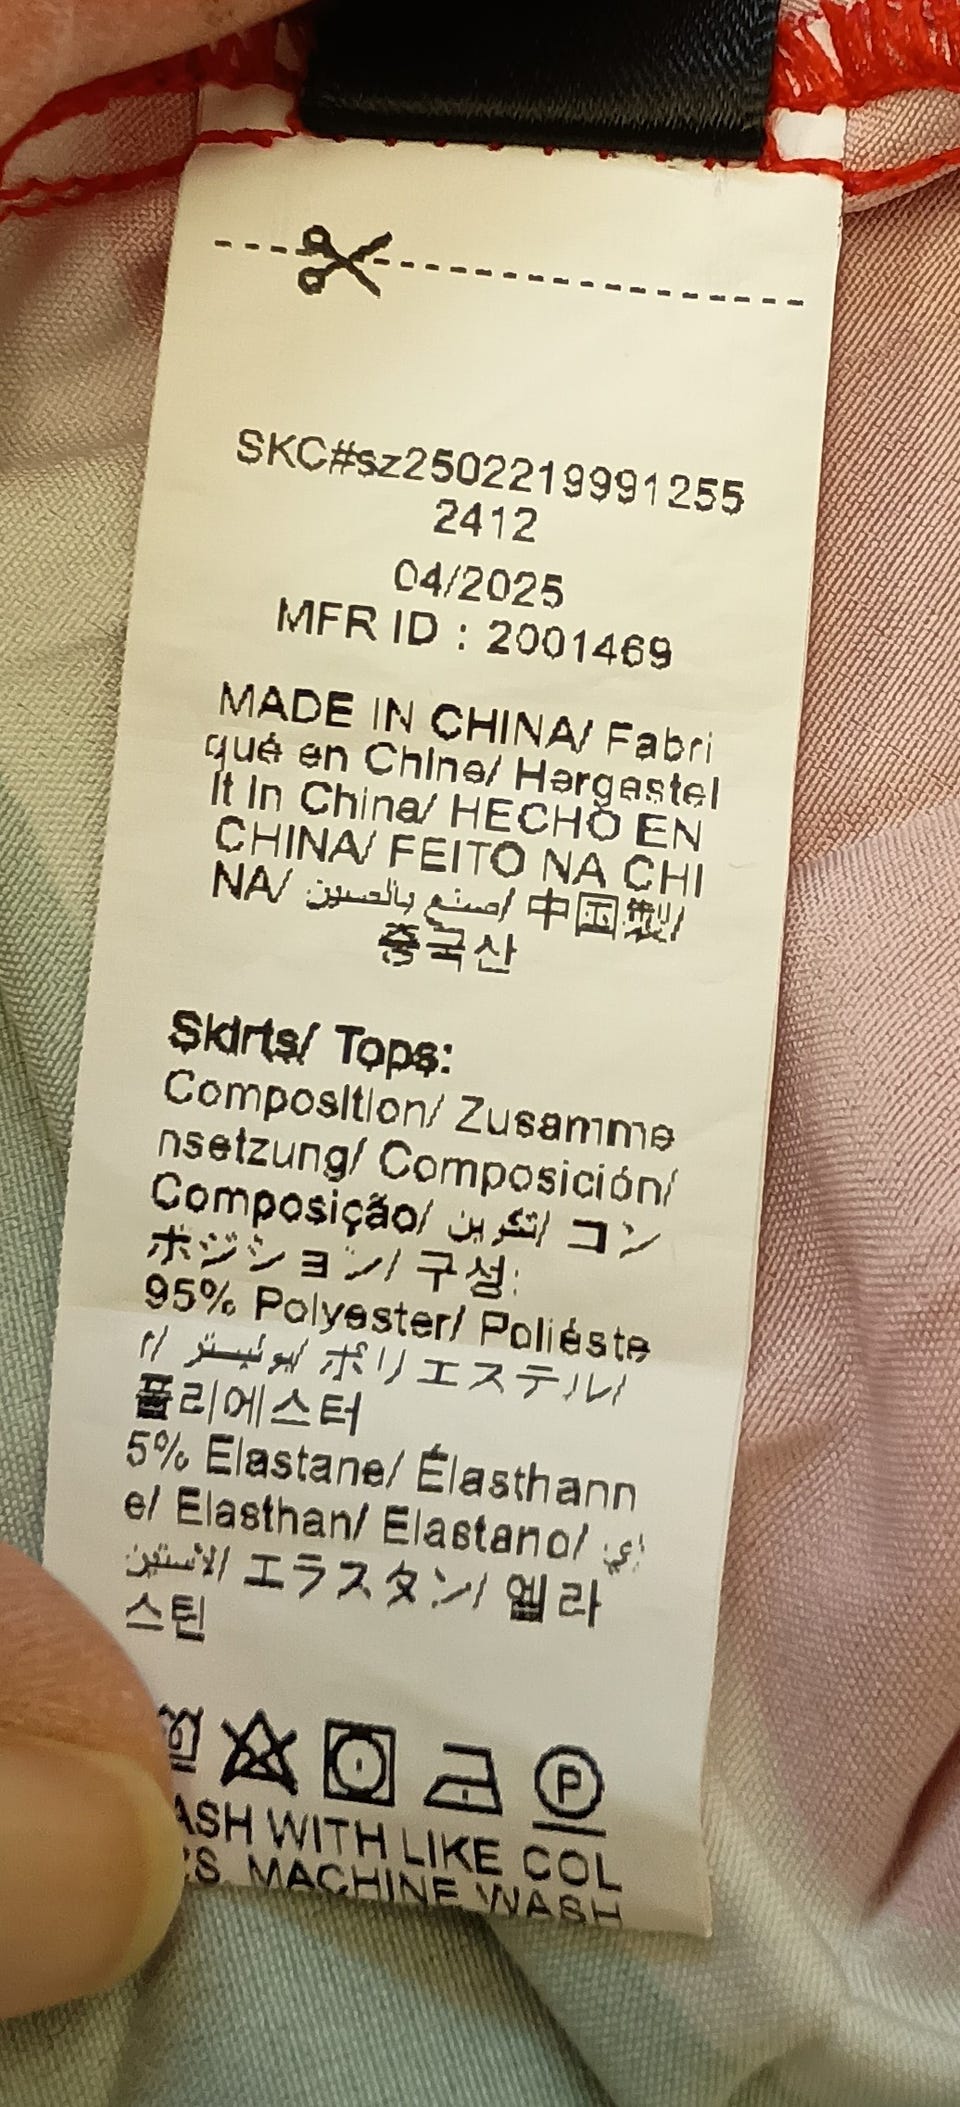 SKC#sz2502219991255
2412
04/2025
MFR ID : 2001469
MADE IN CHINA/ Fabri
qué en Chine/ Hergestel
lt in China/ HECHO EN
CHINA/ FEITO NA CHI
NA/ صنع بالصين/ 中国製/
중국산
Skirts/ Tops:
Composition/ Zusamme
nsetzung/ Composición/
Composição/ تكوين/ コン
ポジション/ 구성:
95% Polyester/ Poliéste
r/ بوليستر/ ポリエステル/
폴리에스터
5% Elastane/ Élasthann
e/ Elasthan/ Elastano/ إي
لاستين/ エラスタン/ 엘라
스틴
P
ASH WITH LIKE COL
RS. MACHINE WASH